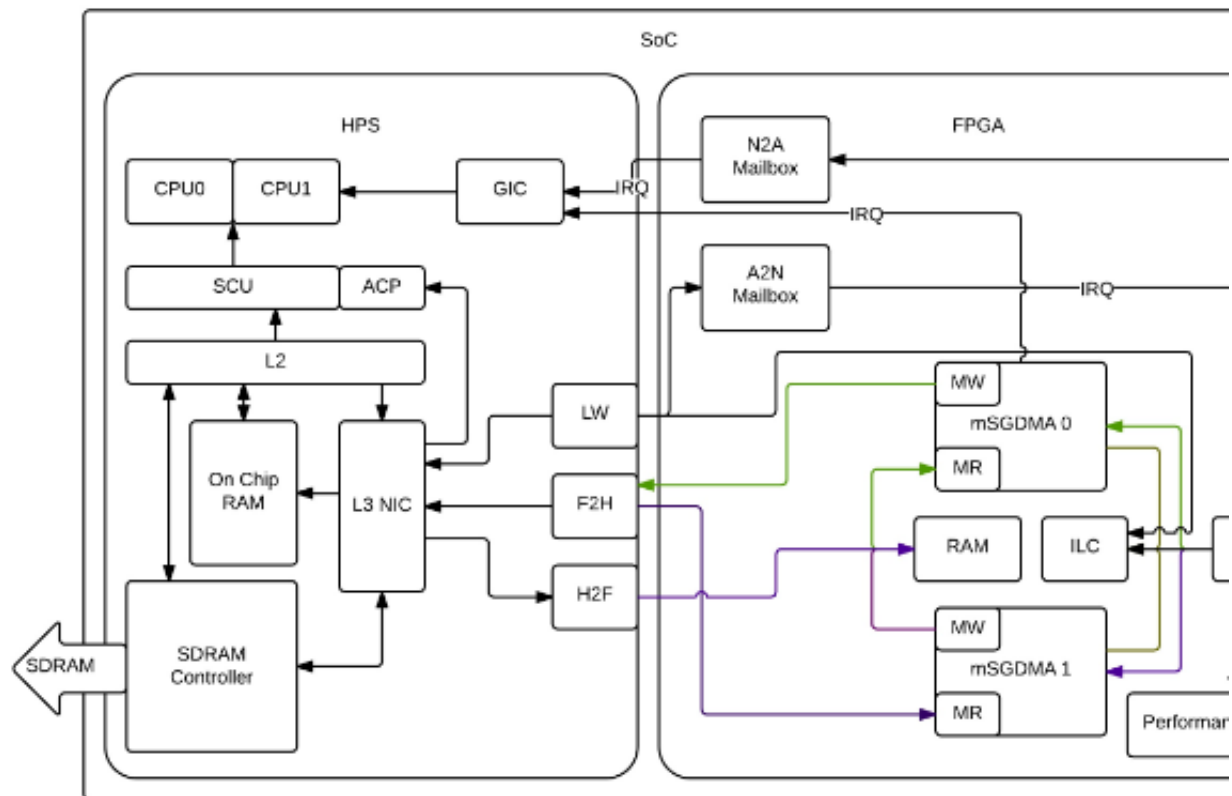 SoC
HPS
FPGA
N2A
Mailbox
CPU0
CPU1
GIC
IRQ
IRQ
SCU
ACP
A2N
Mailbox
IRQ
L2
MW
mSGDMA 0
MR
LW
On Chip
RAM
L3 NIC
F2H
RAM
ILC
H2F
MW
mSGDMA 1
MR
SDRAM
SDRAM
Controller
Performan